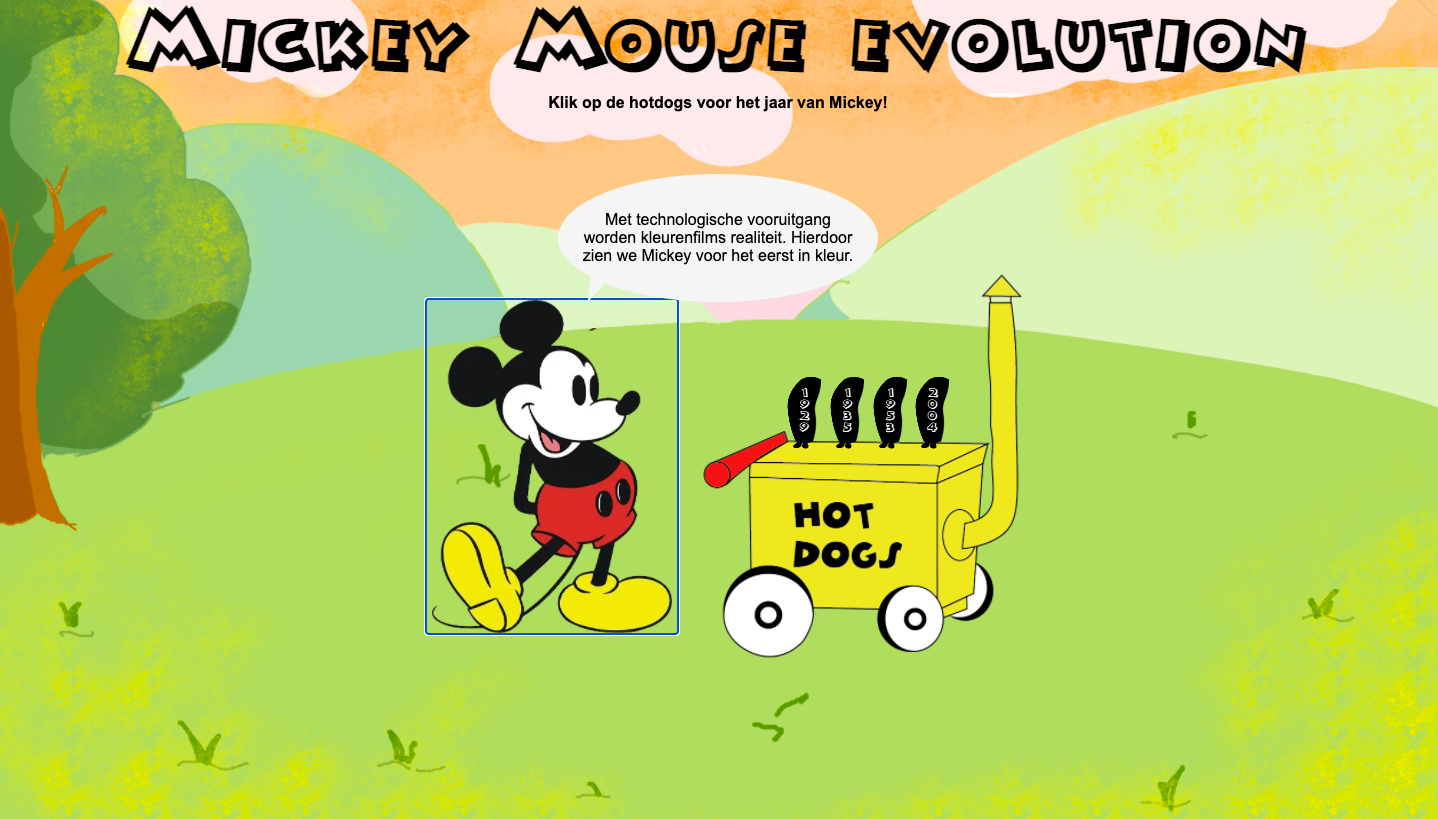 Mickey Mouse evolution
Klik op de hotdogs voor het jaar van Mickey!
Met technologische vooruitgang
worden kleurenfilms realiteit. Hierdoor
zien we Mickey voor het eerst in kleur.
1929
1935
1953
2004
HOT
DOGS